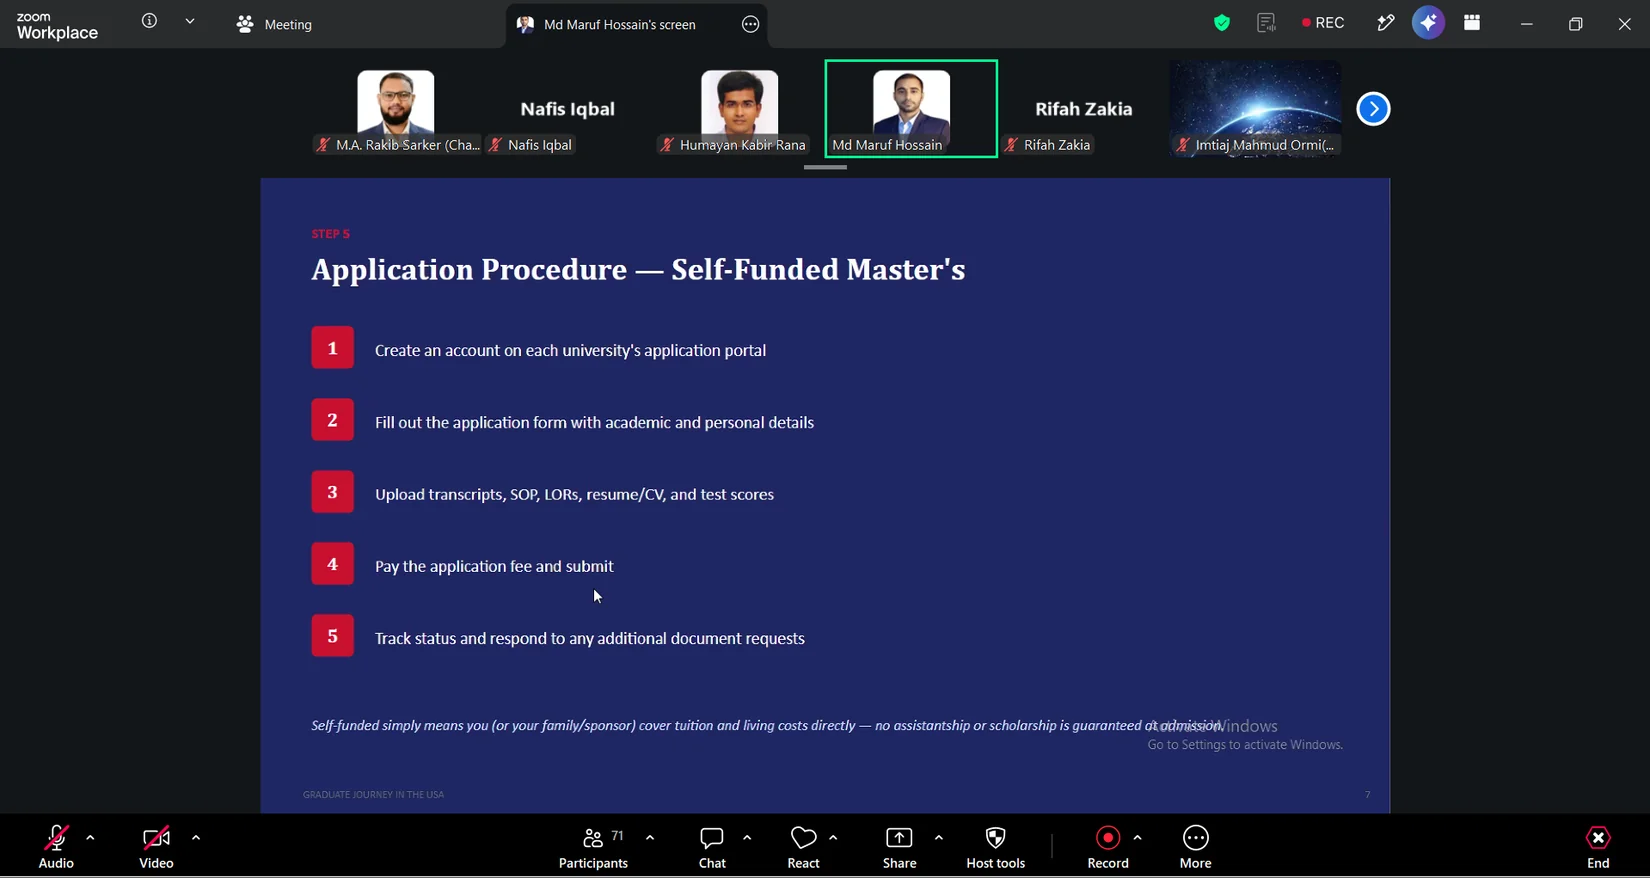 zoom
Workplace
Meeting
Md Maruf Hossain's screen
REC
Nafis Iqbal
Rifah Zakia
M.A. Rakib Sarker (Cha...
Nafis Iqbal
Humayan Kabir Rana
Md Maruf Hossain
Rifah Zakia
Imtiaj Mahmud Ormi(...
STEP 5
Application Procedure — Self-Funded Master's
1
Create an account on each university's application portal
2
Fill out the application form with academic and personal details
3
Upload transcripts, SOP, LORs, resume/CV, and test scores
4
Pay the application fee and submit
5
Track status and respond to any additional document requests
Self-funded simply means you (or your family/sponsor) cover tuition and living costs directly — no assistantship or scholarship is guaranteed at admission.
Activate Windows
Go to Settings to activate Windows.
GRADUATE JOURNEY IN THE USA
7
Audio
Video
71
Participants
Chat
React
Share
Host tools
Record
More
End